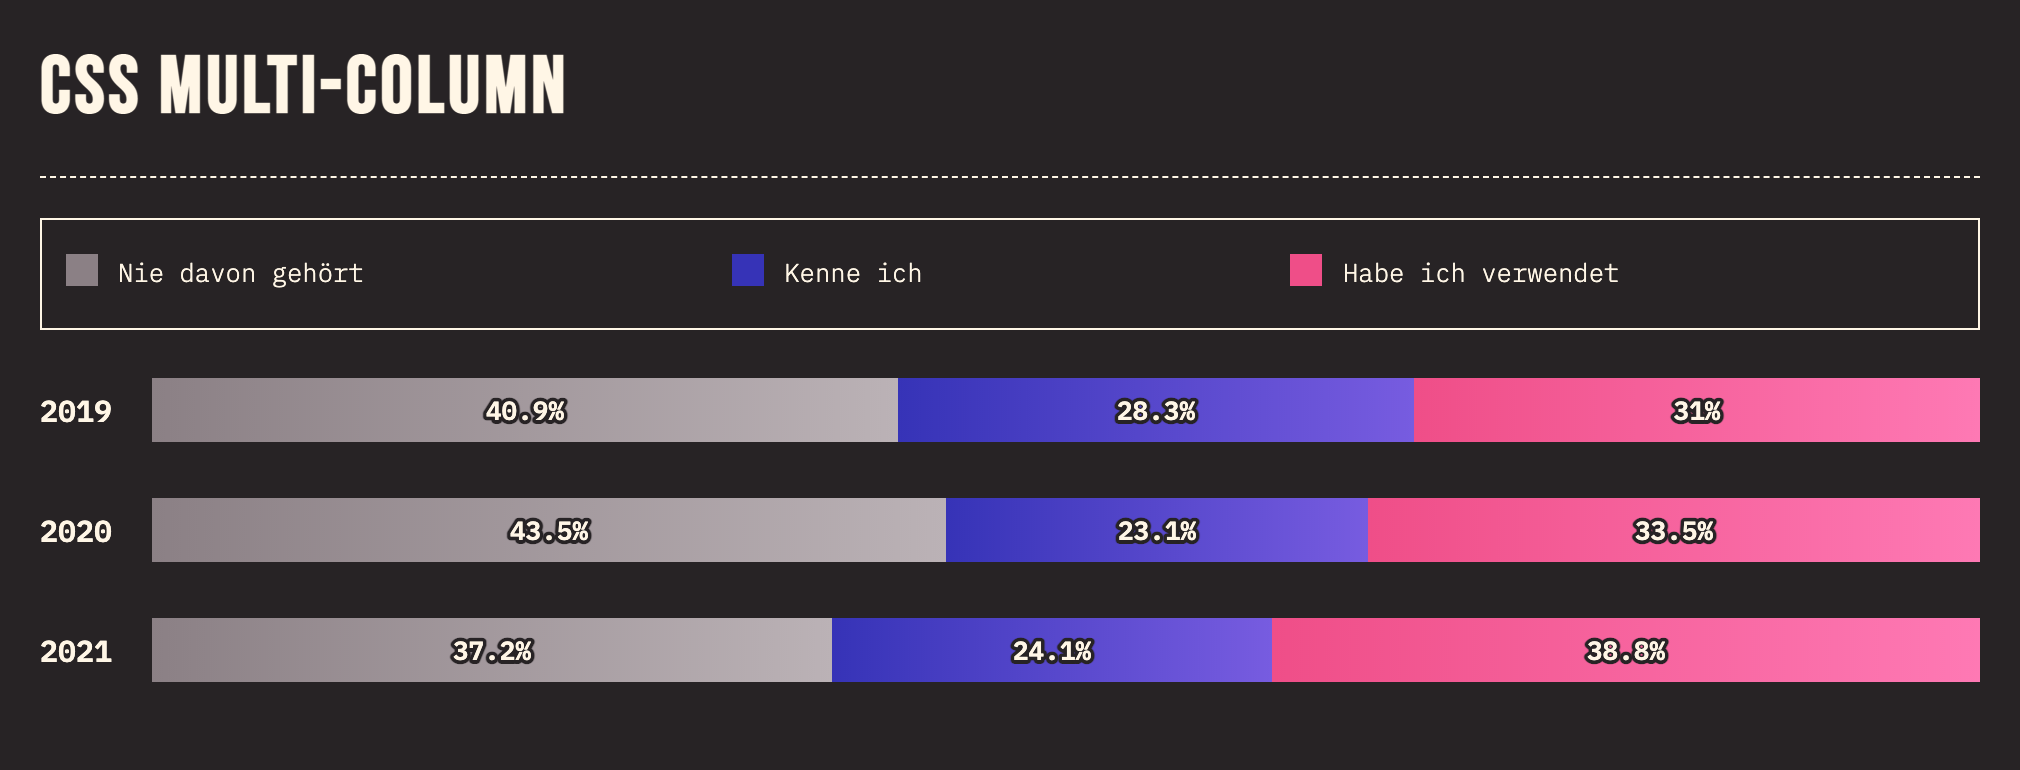 CSS MULTI-COLUMN
Nie davon gehört Kenne ich Habe ich verwendet
2019 40.9% 28.3% 31%
2020 43.5% 23.1% 33.5%
2021 37.2% 24.1% 38.8%